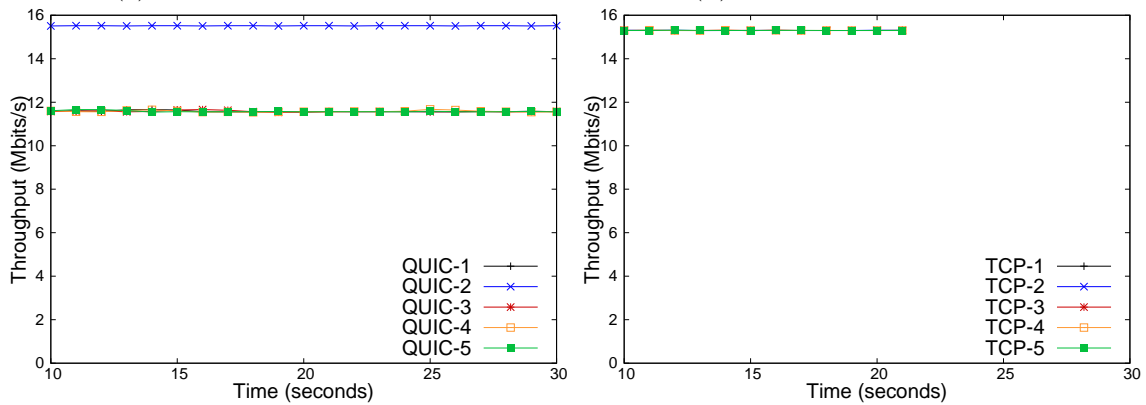 16
14
12
10
8
6
4
2
0
10
15
20
25
30
Throughput (Mbits/s)
Time (seconds)
QUIC-1
QUIC-2
QUIC-3
QUIC-4
QUIC-5
16
14
12
10
8
6
4
2
0
10
15
20
25
30
Throughput (Mbits/s)
Time (seconds)
TCP-1
TCP-2
TCP-3
TCP-4
TCP-5